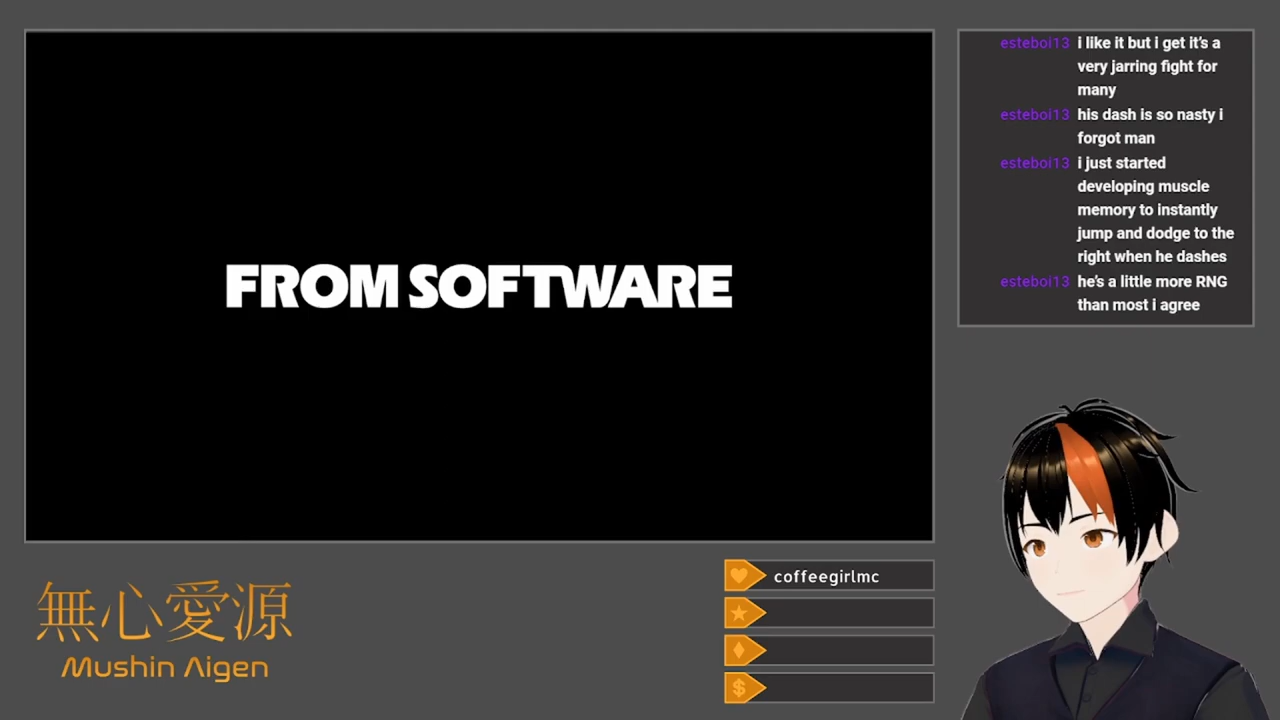 FROM SOFTWARE
esteboi13 i like it but i get it's a
very jarring fight for
many
esteboi13 his dash is so nasty i
forgot man
esteboi13 i just started
developing muscle
memory to instantly
jump and dodge to the
right when he dashes
esteboi13 he's a little more RNG
than most i agree
無心愛源
Mushin Aigen
coffeegirlmc
$